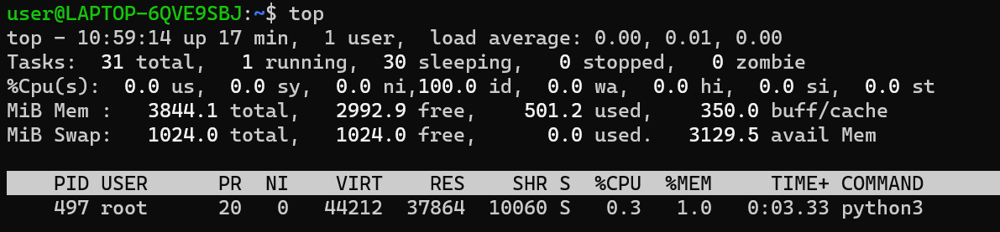 user@LAPTOP-6QVE9SBJ:~$ top
top - 10:59:14 up 17 min,  1 user,  load average: 0.00, 0.01, 0.00
Tasks:  31 total,   1 running,  30 sleeping,   0 stopped,   0 zombie
%Cpu(s):  0.0 us,  0.0 sy,  0.0 ni,100.0 id,  0.0 wa,  0.0 hi,  0.0 si,  0.0 st
MiB Mem :   3844.1 total,   2992.9 free,    501.2 used,    350.0 buff/cache
MiB Swap:   1024.0 total,   1024.0 free,      0.0 used.   3129.5 avail Mem
    PID USER      PR  NI    VIRT    RES    SHR S  %CPU  %MEM     TIME+ COMMAND
    497 root      20   0   44212  37864  10060 S   0.3   1.0   0:03.33 python3